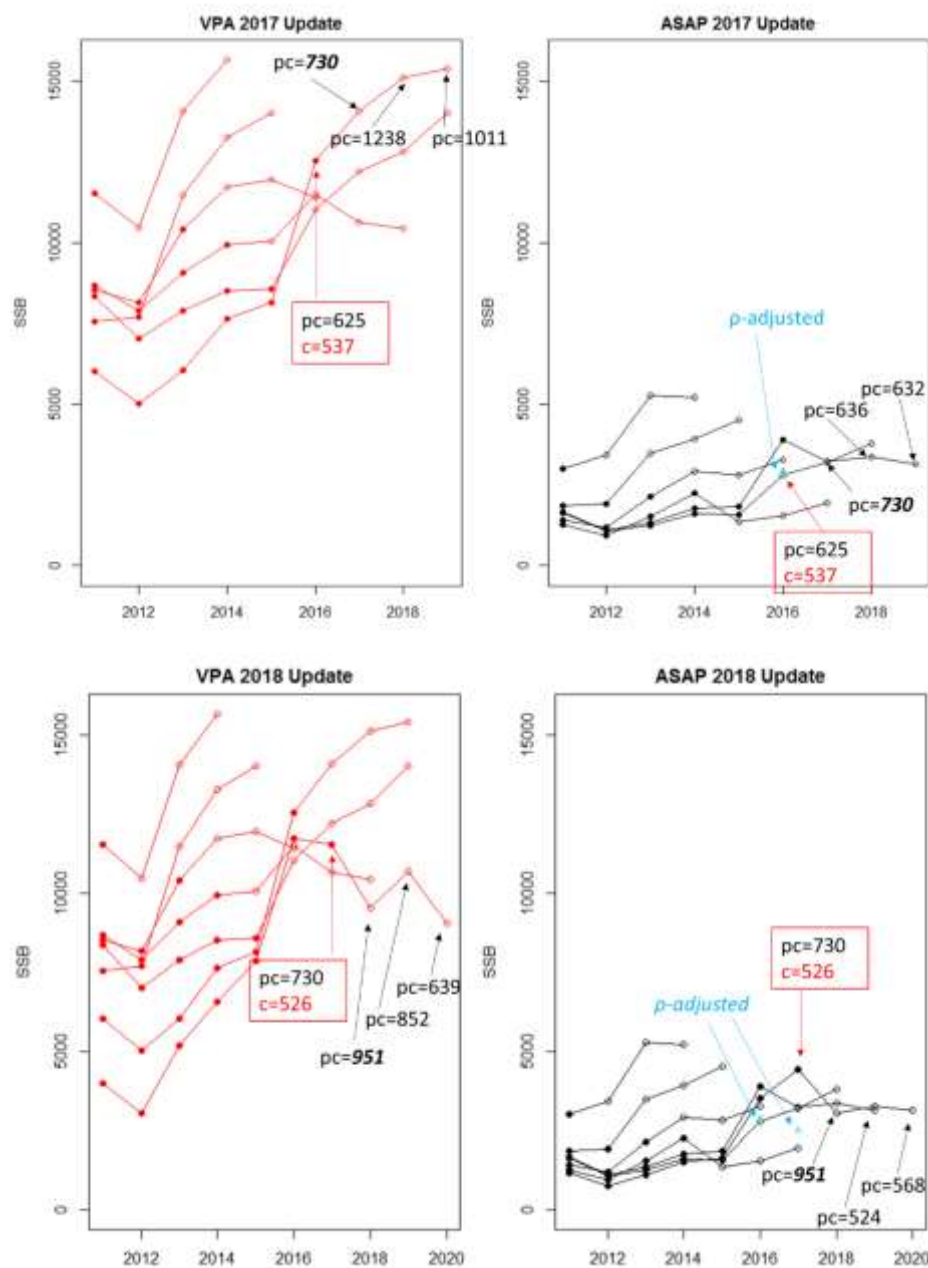 VPA 2017 Update
SSB
0
5000
10000
15000
2012
2014
2016
2018
pc=730
pc=1238
pc=1011
pc=625
c=537
ASAP 2017 Update
SSB
0
5000
10000
15000
2012
2014
2016
2018
ρ-adjusted
pc=632
pc=636
pc=730
pc=625
c=537
VPA 2018 Update
SSB
0
5000
10000
15000
2012
2014
2016
2018
2020
pc=730
c=526
pc=639
pc=852
pc=951
ASAP 2018 Update
SSB
0
5000
10000
15000
2012
2014
2016
2018
2020
pc=730
c=526
ρ-adjusted
pc=951
pc=568
pc=524